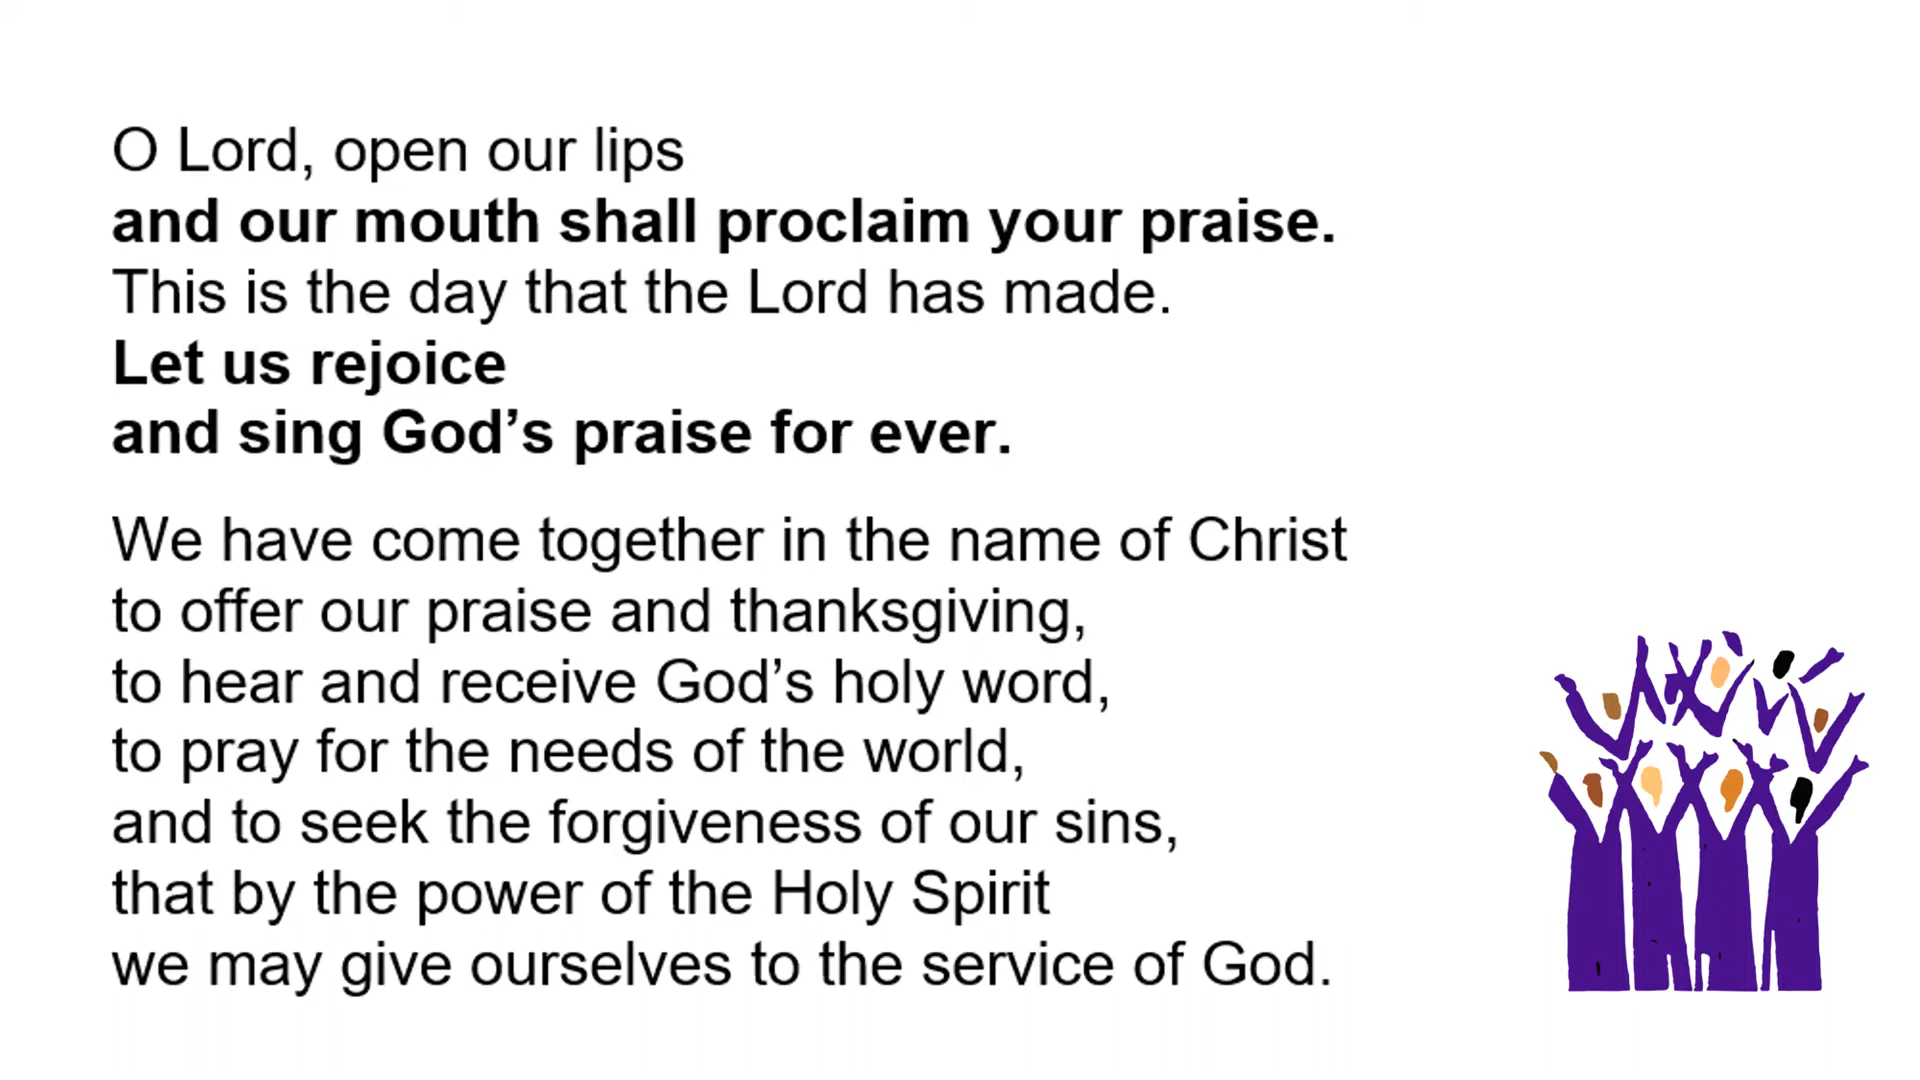 O Lord, open our lips
and our mouth shall proclaim your praise.
This is the day that the Lord has made.
Let us rejoice
and sing God’s praise for ever.
We have come together in the name of Christ
to offer our praise and thanksgiving,
to hear and receive God’s holy word,
to pray for the needs of the world,
and to seek the forgiveness of our sins,
that by the power of the Holy Spirit
we may give ourselves to the service of God.